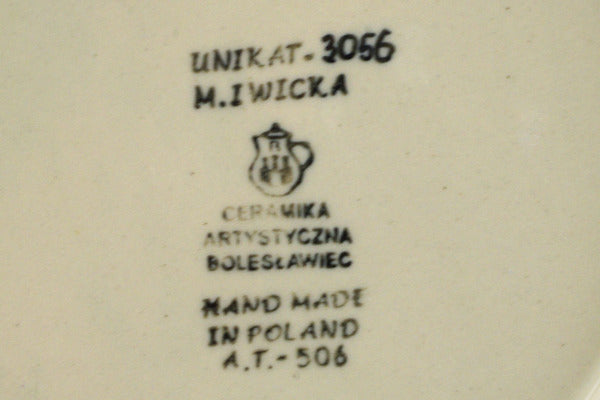 UNIKAT-3056
M.IWICKA
CERAMIKA
ARTYSTYCZNA
BOLESŁAWIEC
HAND MADE
IN POLAND
A.T.-506